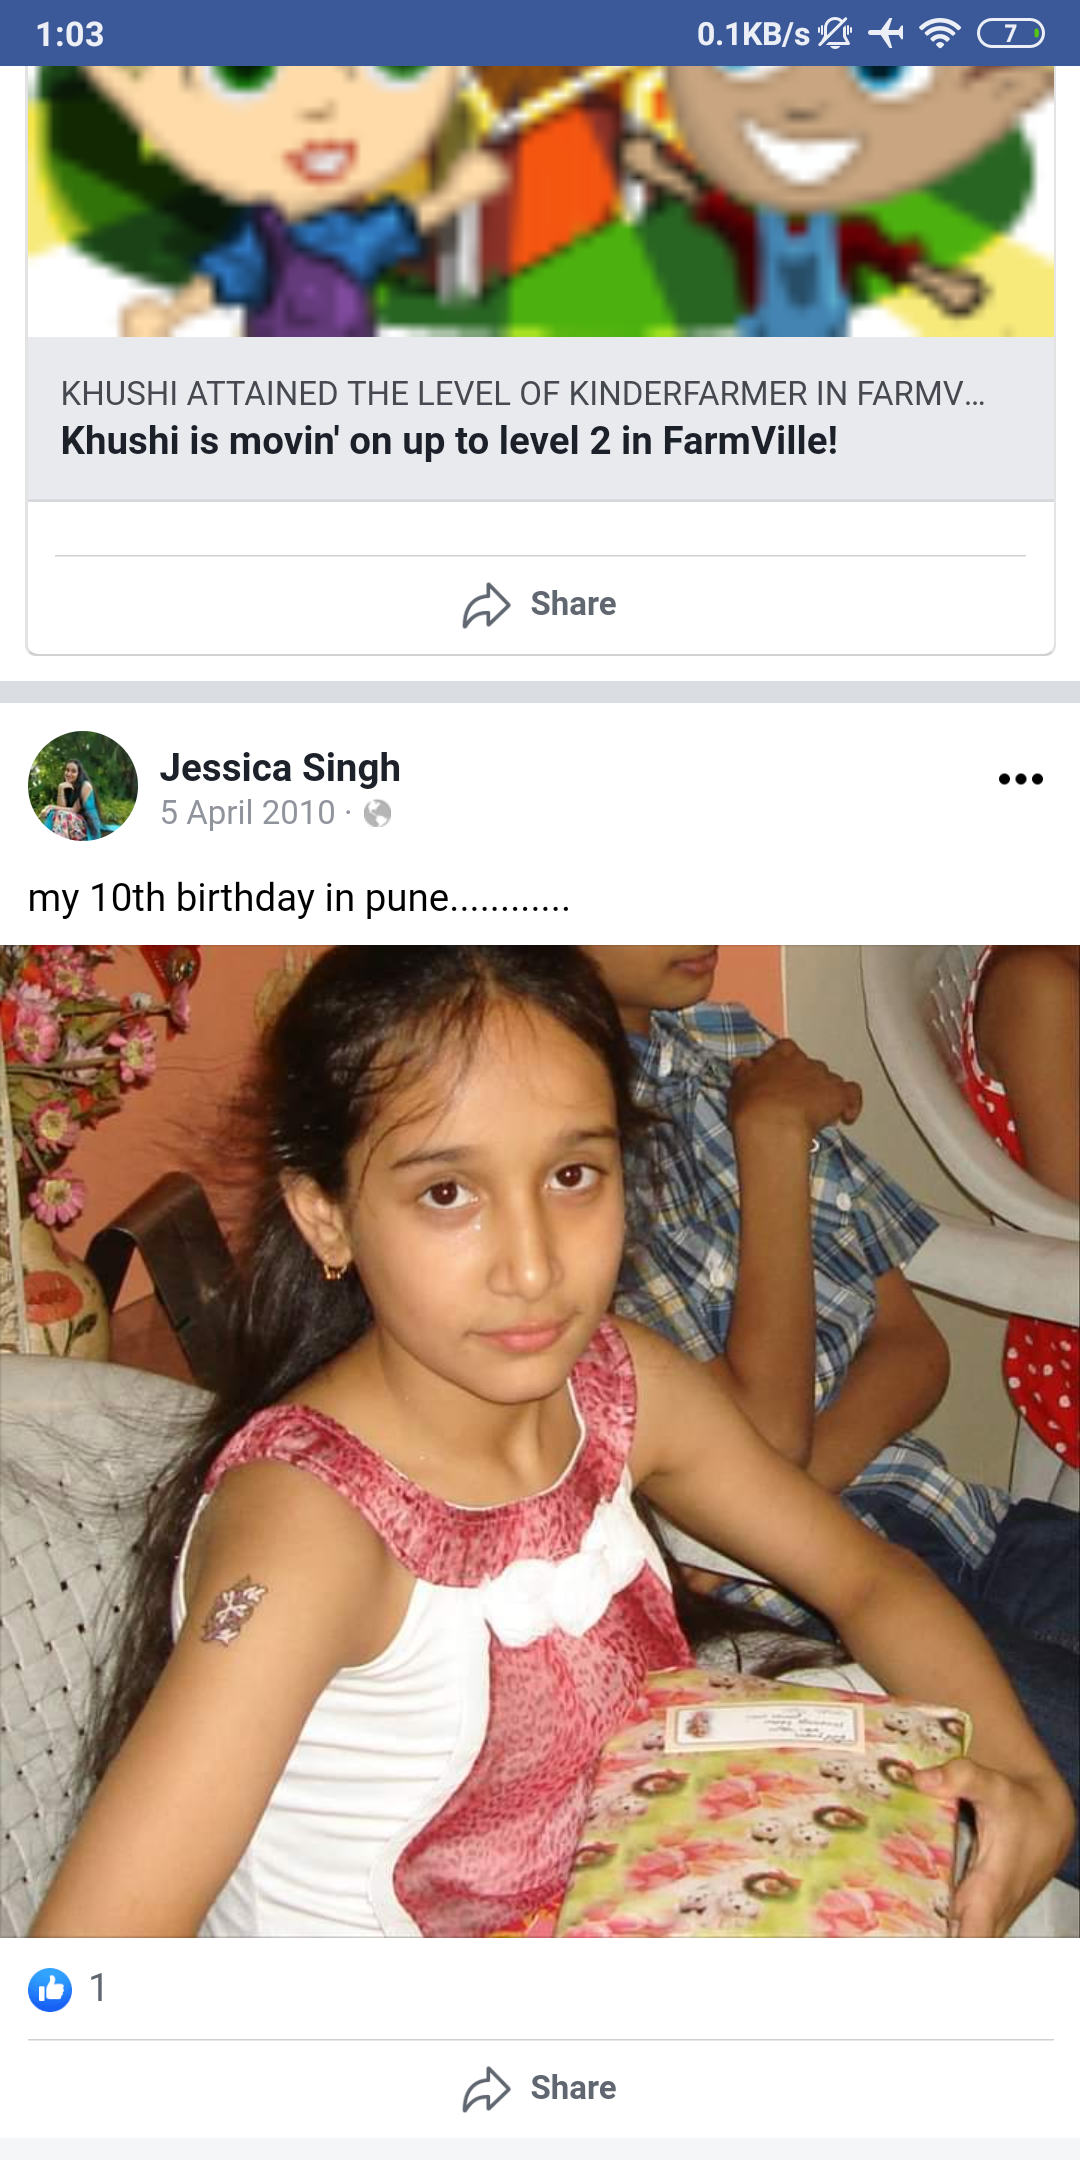 1:03
0.1KB/s
7
KHUSHI ATTAINED THE LEVEL OF KINDERFARMER IN FARMV...
Khushi is movin' on up to level 2 in FarmVille!
Share
Jessica Singh
5 April 2010 ·
my 10th birthday in pune............
1
Share